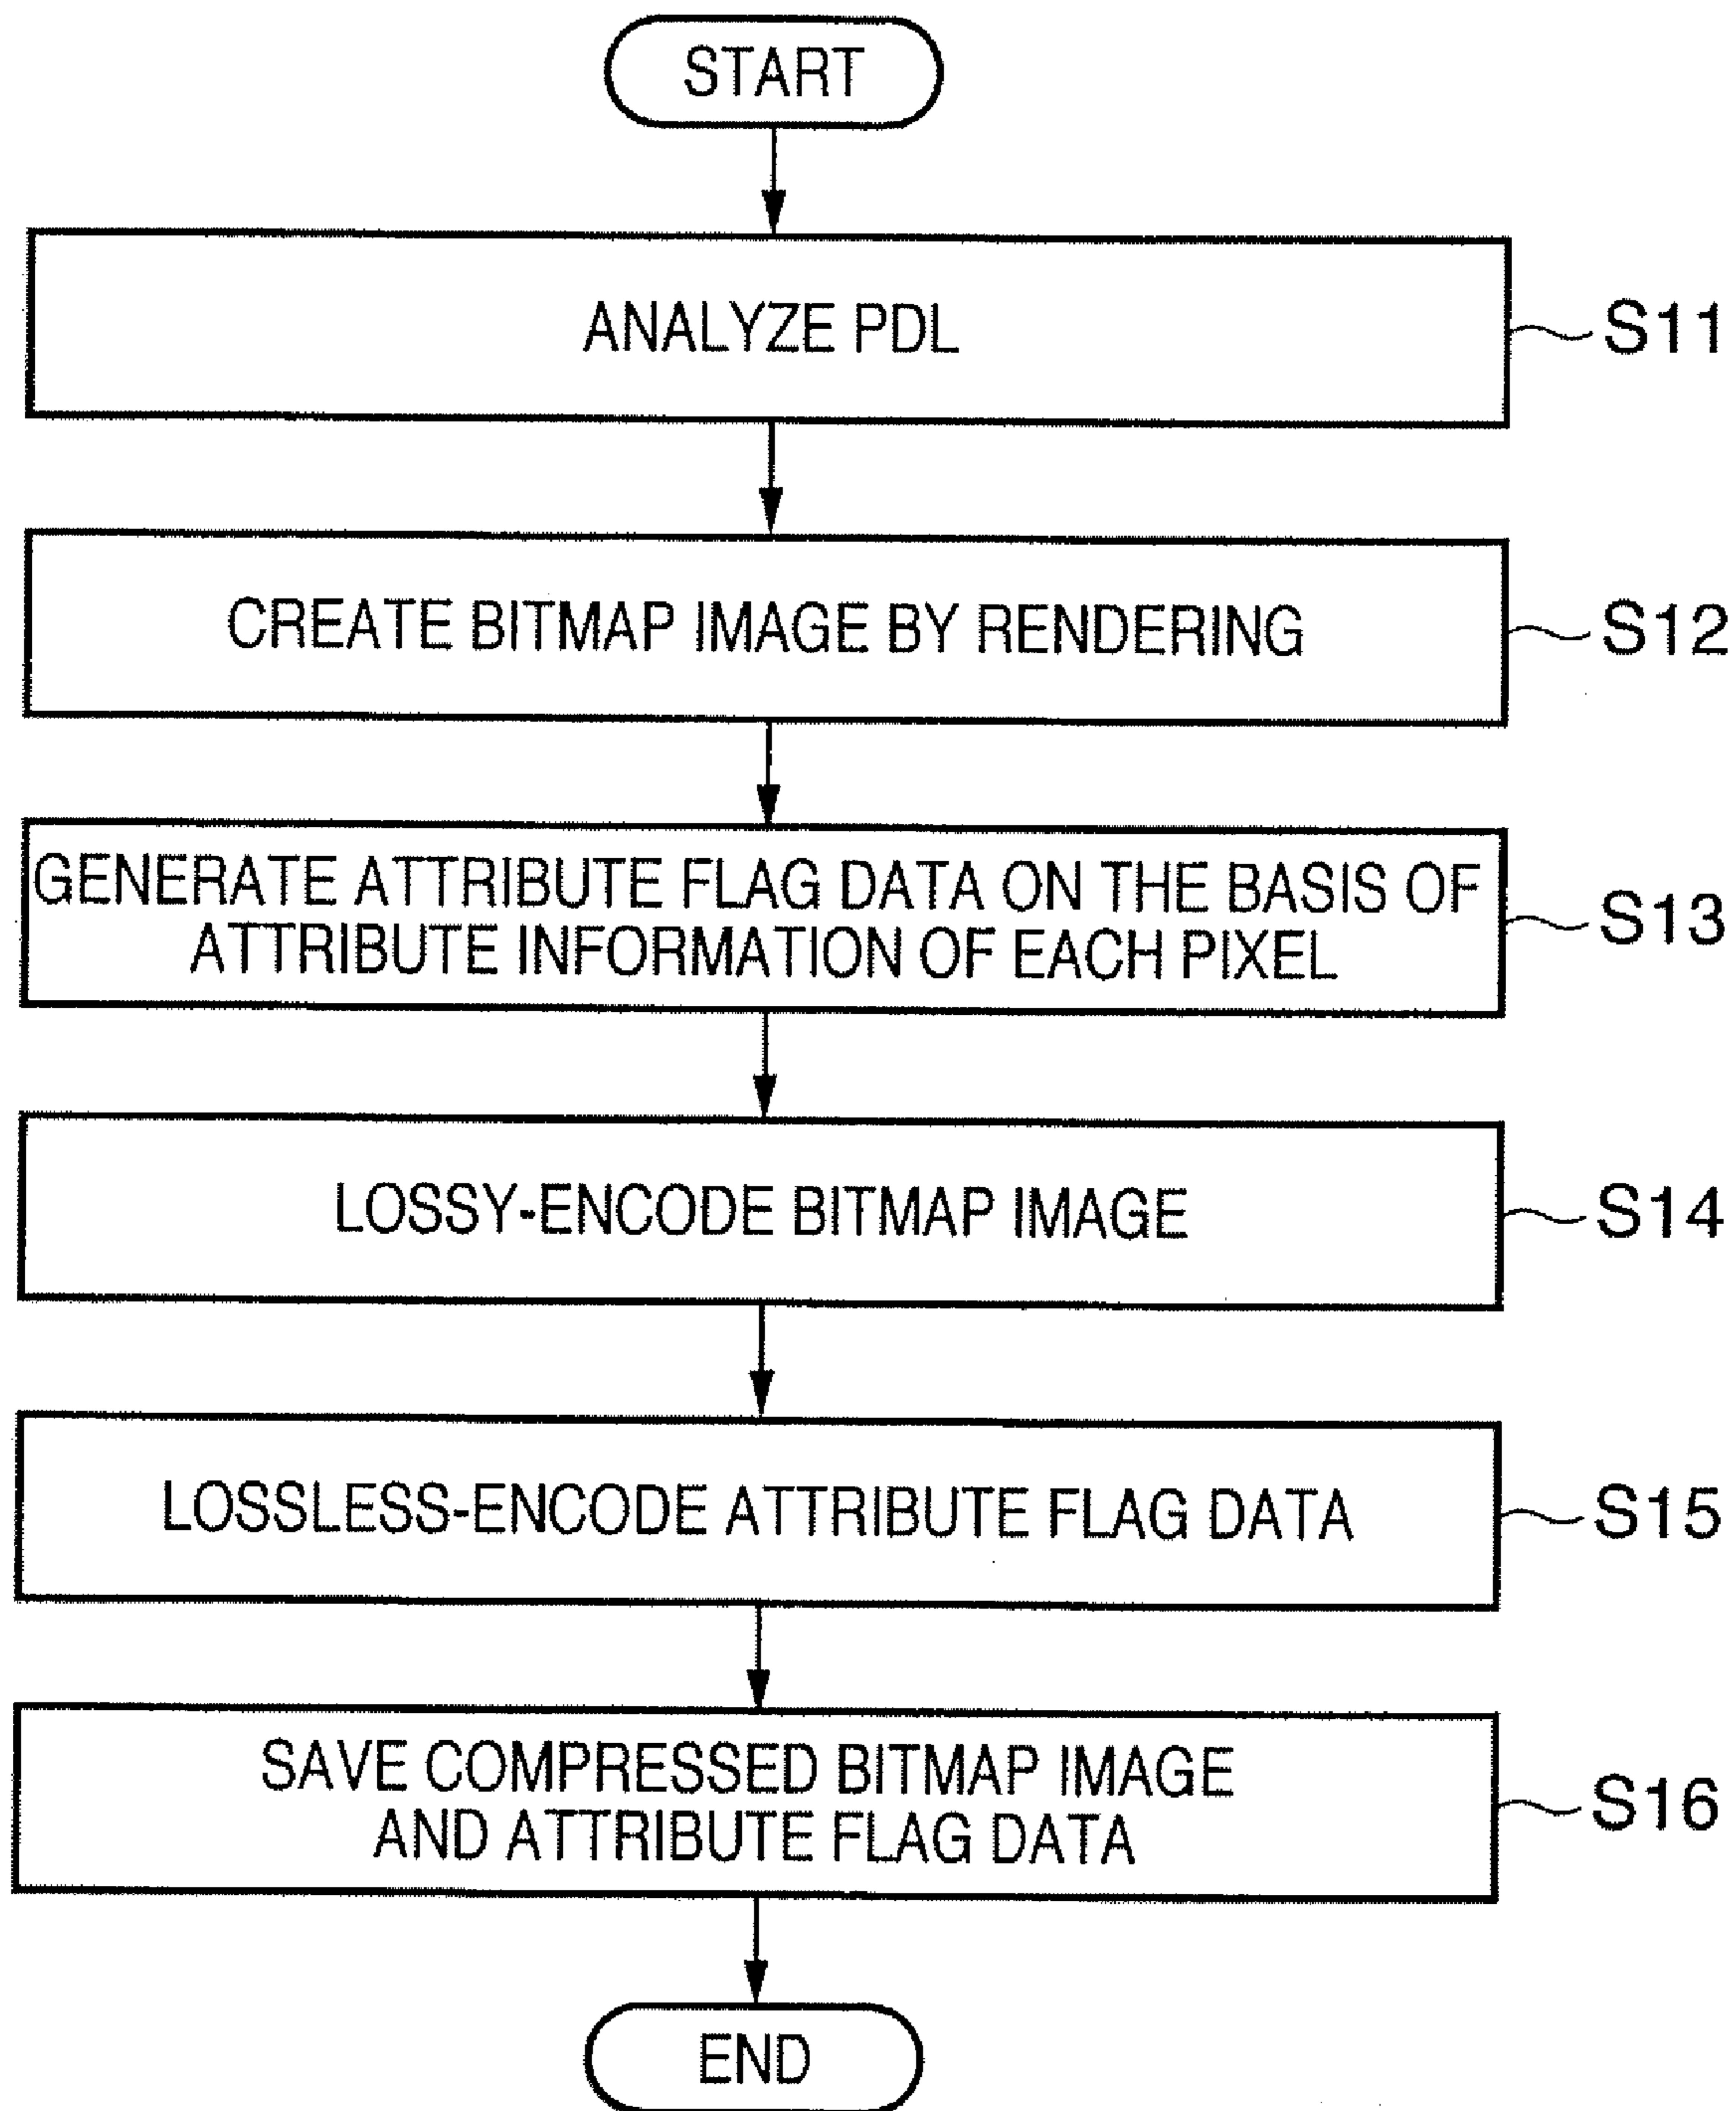 START
ANALYZE PDL
S11
CREATE BITMAP IMAGE BY RENDERING
S12
GENERATE ATTRIBUTE FLAG DATA ON THE BASIS OF
ATTRIBUTE INFORMATION OF EACH PIXEL
S13
LOSSY-ENCODE BITMAP IMAGE
S14
LOSSLESS-ENCODE ATTRIBUTE FLAG DATA
S15
SAVE COMPRESSED BITMAP IMAGE
AND ATTRIBUTE FLAG DATA
S16
END